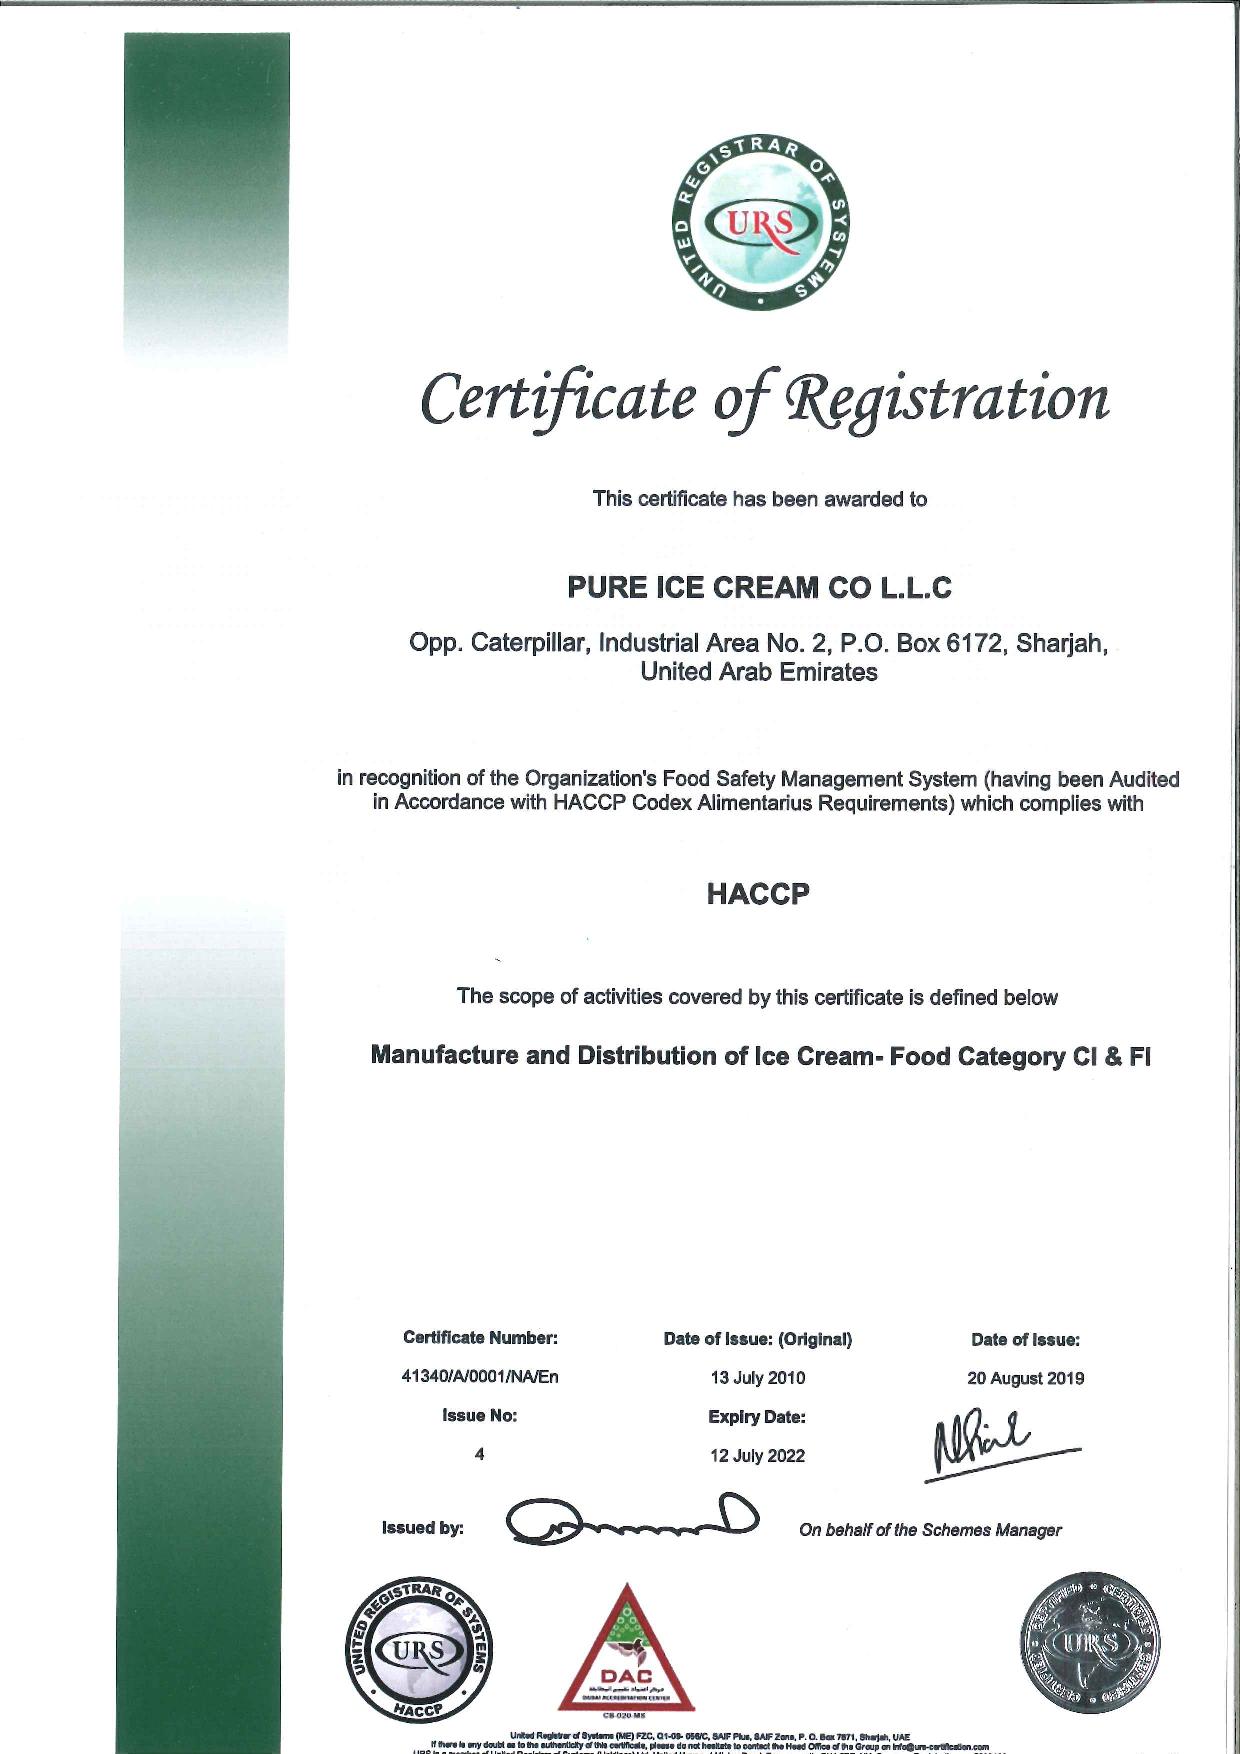 UNITED REGISTRAR OF SYSTEMS
URS
Certificate of Registration
This certificate has been awarded to
PURE ICE CREAM CO L.L.C
Opp. Caterpillar, Industrial Area No. 2, P.O. Box 6172, Sharjah,
United Arab Emirates
in recognition of the Organization's Food Safety Management System (having been Audited
in Accordance with HACCP Codex Alimentarius Requirements) which complies with
HACCP
The scope of activities covered by this certificate is defined below
Manufacture and Distribution of Ice Cream- Food Category CI & FI
Certificate Number: Date of Issue: (Original) Date of Issue:
41340/A/0001/NA/En 13 July 2010 20 August 2019
Issue No: Expiry Date:
4 12 July 2022
Issued by: On behalf of the Schemes Manager
UNITED REGISTRAR OF SYSTEMS
URS
HACCP
DAC
مركز اعتماد تقييم المطابقة
DUBAI ACCREDITATION CENTER
CB-020-MS
URS
United Registrar of Systems (ME) FZC, Q1-09- 056/C, SAIF Plus, SAIF Zone, P. O. Box 7871, Sharjah, UAE
If there is any doubt as to the authenticity of this certificate, please do not hesitate to contact the Head Office of the Group on info@urs-certification.com